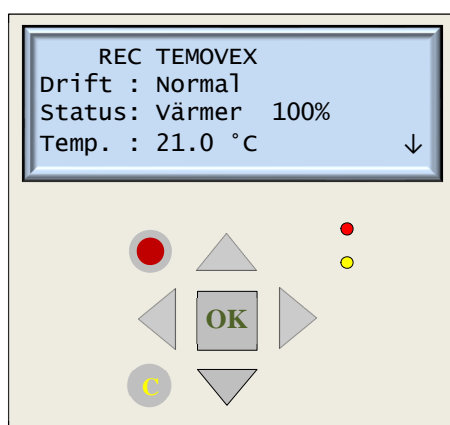 REC TEMOVEX
Drift : Normal
Status: Värmer 100%
Temp. : 21.0 °C ↓
OK
C